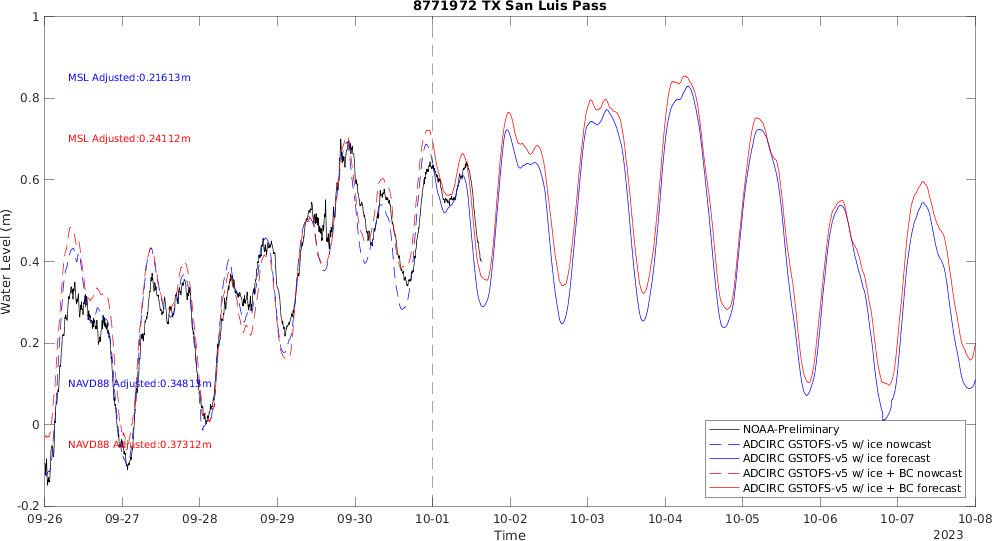 8771972 TX San Luis Pass
1
0.8
0.6
0.4
0.2
0
-0.2
Water Level (m)
MSL Adjusted:0.21613m
MSL Adjusted:0.24112m
NAVD88 Adjusted:0.34813m
NAVD88 Adjusted:0.37312m
NOAA-Preliminary
ADCIRC GSTOFS-v5 w/ ice nowcast
ADCIRC GSTOFS-v5 w/ ice forecast
ADCIRC GSTOFS-v5 w/ ice + BC nowcast
ADCIRC GSTOFS-v5 w/ ice + BC forecast
09-26 09-27 09-28 09-29 09-30 10-01 10-02 10-03 10-04 10-05 10-06 10-07 10-08
Time
2023